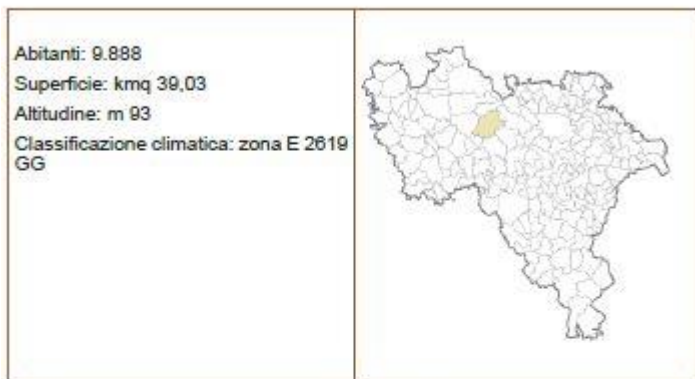 Abitanti: 9.888
Superficie: kmq 39,03
Altitudine: m 93
Classificazione climatica: zona E 2619
GG